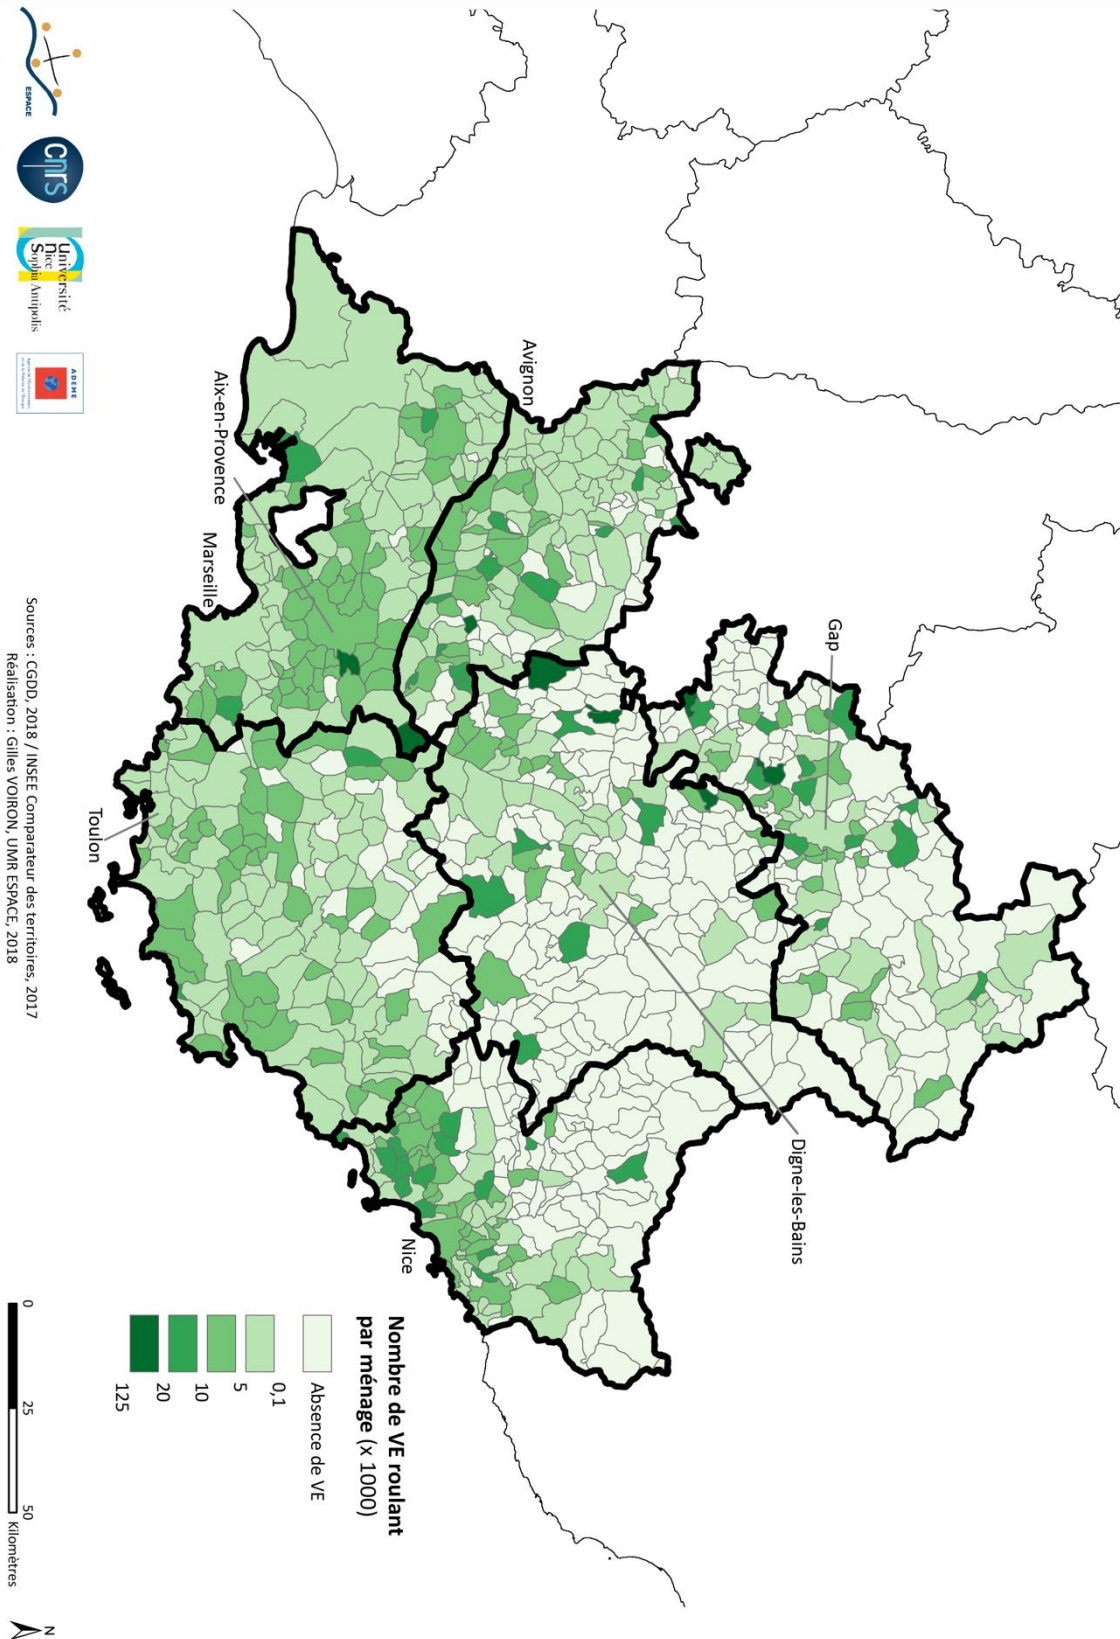 Gap
Avignon
Digne-les-Bains
Aix-en-Provence
Marseille
Nice
Toulon
Nombre de VE roulant
par ménage (x 1000)
Absence de VE
0,1
5
10
20
125
0 25 50
Kilomètres
N
Sources : CGDD, 2018 / INSEE Comparateur des territoires, 2017
Réalisation : Gilles VOIRON, UMR ESPACE, 2018
ESPACE
cnrs
Université
nice
Sophia Antipolis
ADEME